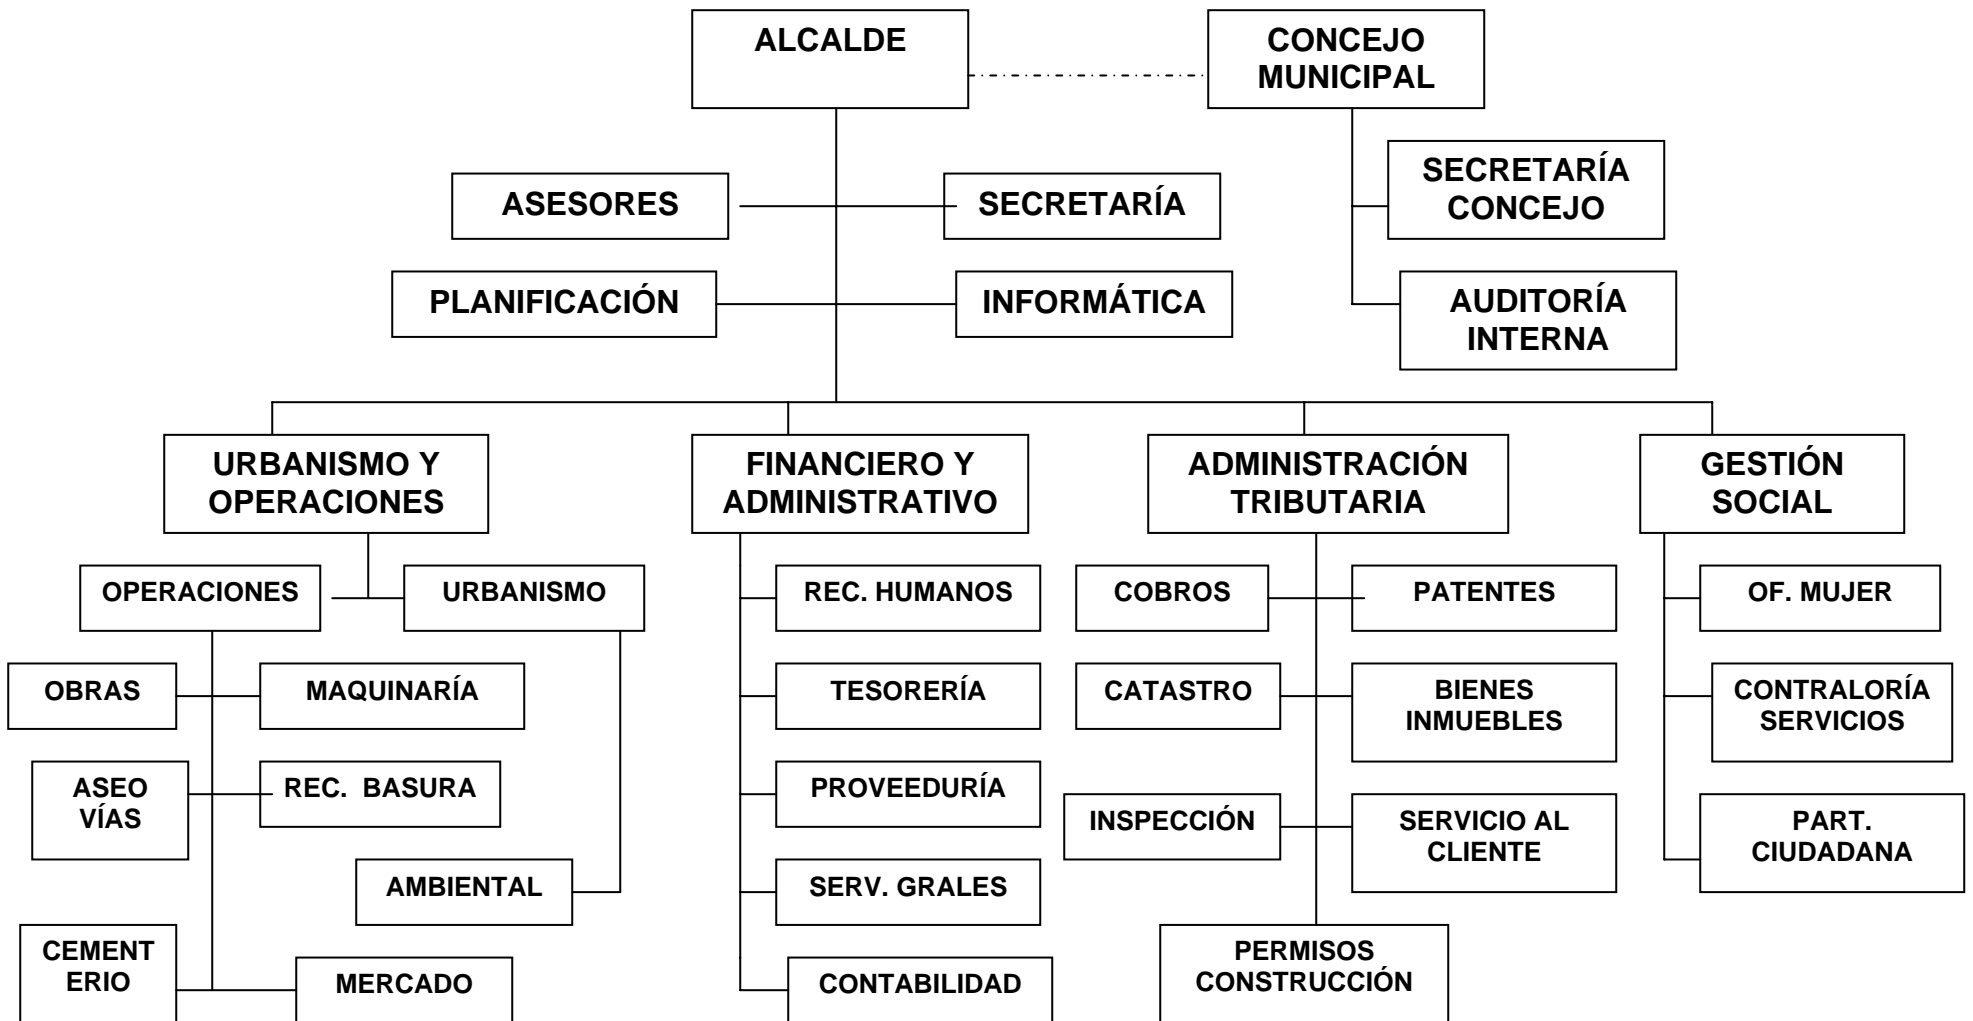 ALCALDE
CONCEJO
MUNICIPAL
SECRETARÍA
CONCEJO
ASESORES
SECRETARÍA
PLANIFICACIÓN
INFORMÁTICA
AUDITORÍA
INTERNA
URBANISMO Y
OPERACIONES
FINANCIERO Y
ADMINISTRATIVO
ADMINISTRACIÓN
TRIBUTARIA
GESTIÓN
SOCIAL
OPERACIONES
URBANISMO
REC. HUMANOS
COBROS
PATENTES
OF. MUJER
OBRAS
MAQUINARÍA
TESORERÍA
CATASTRO
BIENES
INMUEBLES
CONTRALORÍA
SERVICIOS
ASEO
VÍAS
REC. BASURA
PROVEEDURÍA
INSPECCIÓN
SERVICIO AL
CLIENTE
PART.
CIUDADANA
AMBIENTAL
SERV. GRALES
CEMENT
ERIO
MERCADO
CONTABILIDAD
PERMISOS
CONSTRUCCIÓN